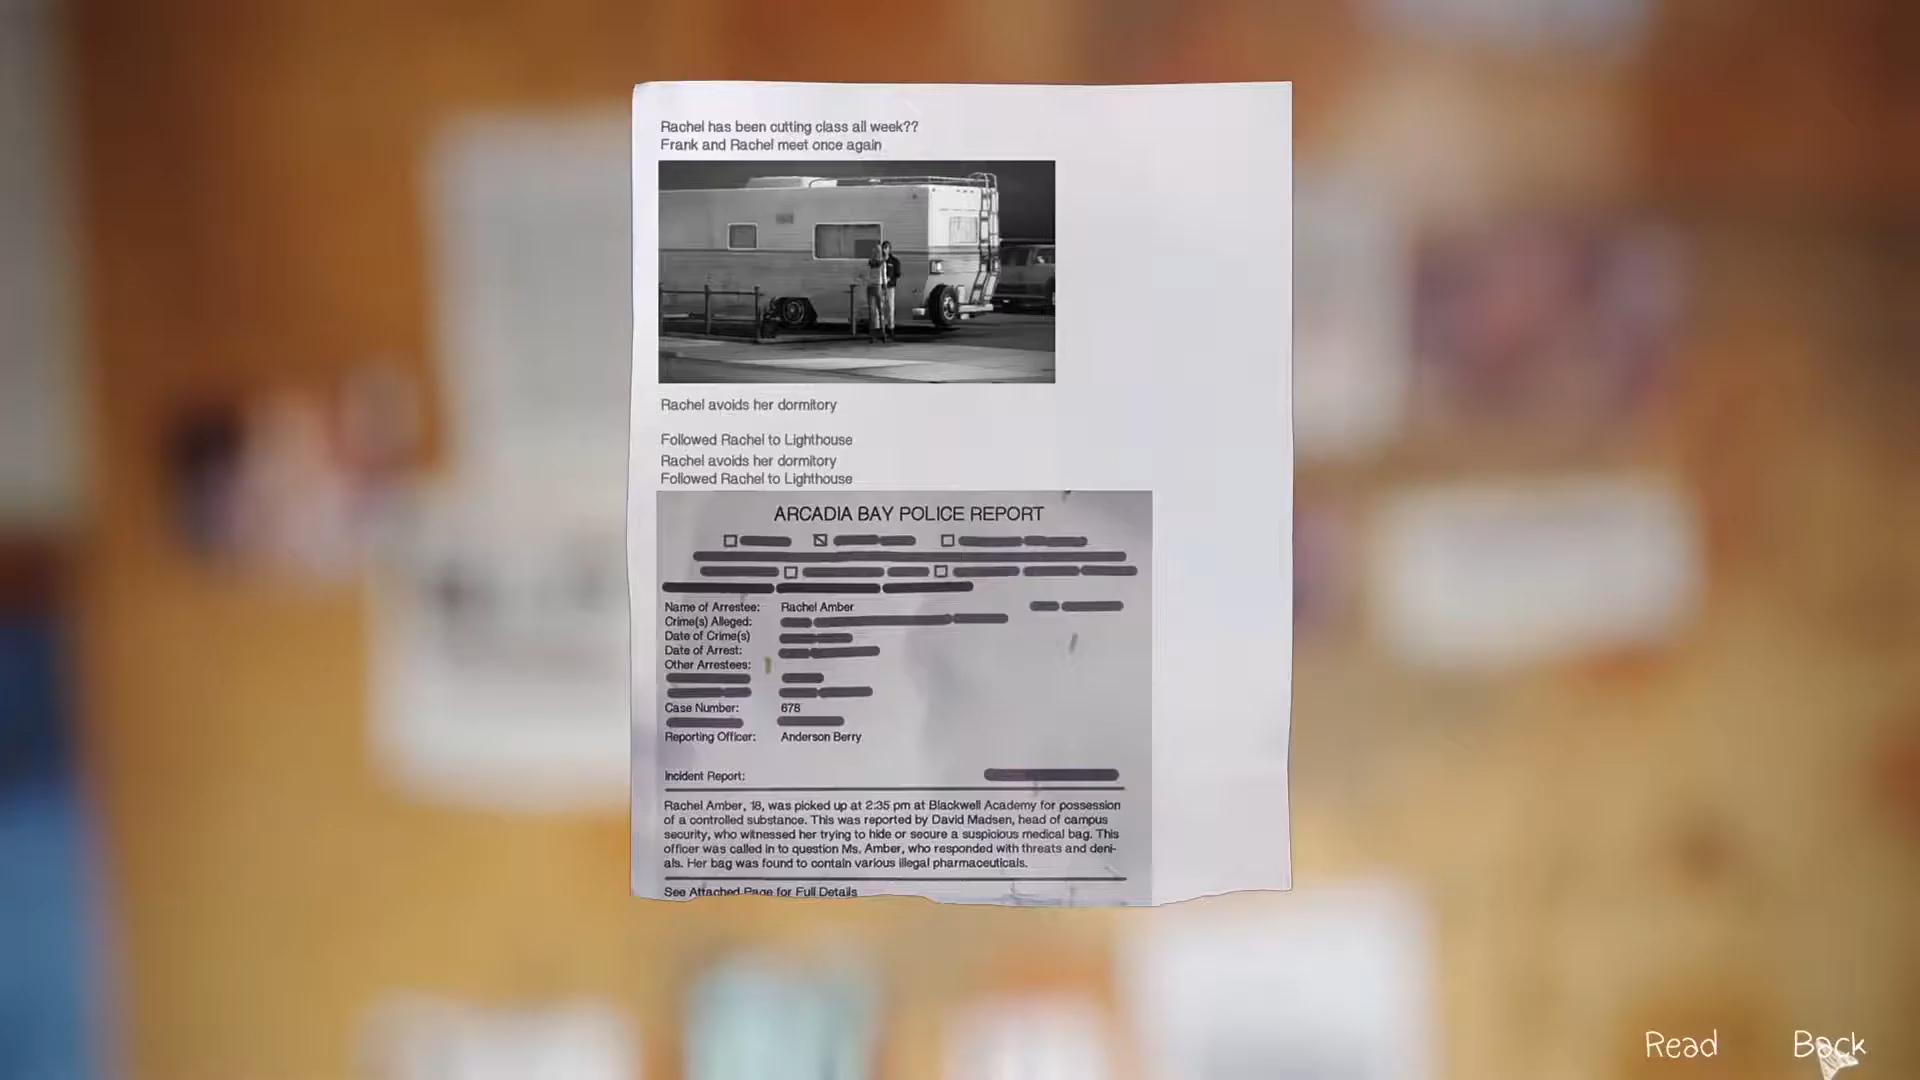 Rachel has been cutting class all week??
Frank and Rachel meet once again
Rachel avoids her dormitory
Followed Rachel to Lighthouse
Rachel avoids her dormitory
Followed Rachel to Lighthouse
ARCADIA BAY POLICE REPORT
Name of Arrestee: Rachel Amber
Crime(s) Alleged:
Date of Crime(s)
Date of Arrest:
Other Arrestees:
Case Number: 678
Reporting Officer: Anderson Berry
Incident Report:
Rachel Amber, 18, was picked up at 2:35 pm at Blackwell Academy for possession
of a controlled substance. This was reported by David Madsen, head of campus
security, who witnessed her trying to hide or secure a suspicious medical bag. This
officer was called in to question Ms. Amber, who responded with threats and deni-
als. Her bag was found to contain various illegal pharmaceuticals.
See Attached Page for Full Details
Read Back